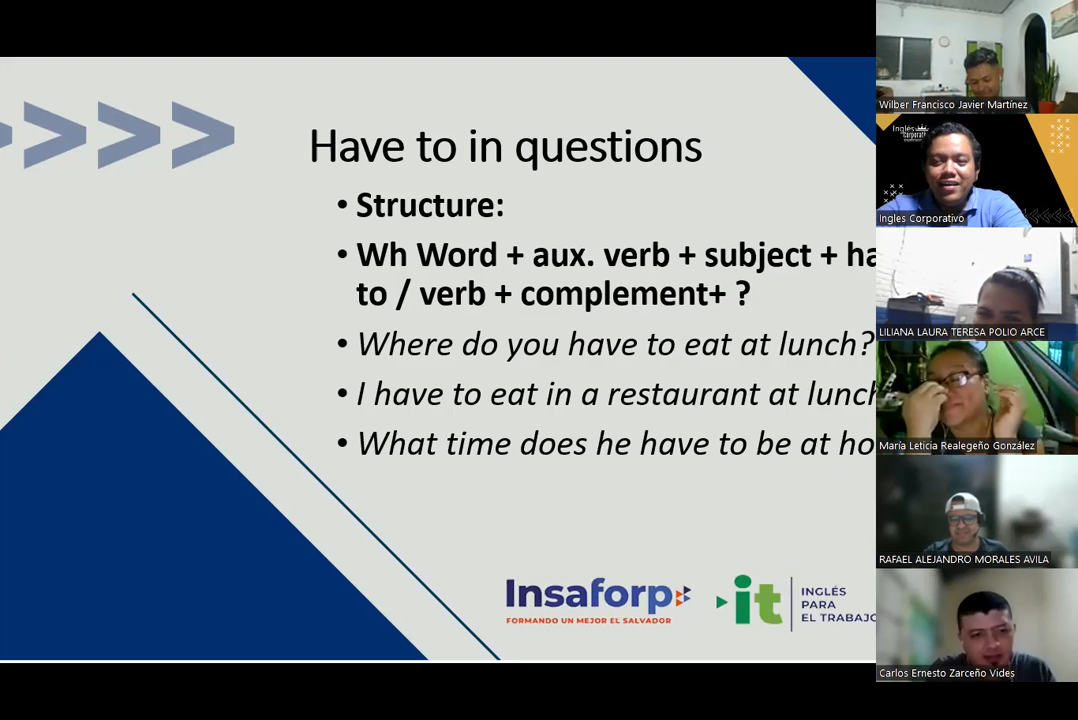 Have to in questions
• Structure:
• Wh Word + aux. verb + subject + ha
to / verb + complement+ ?
• Where do you have to eat at lunch?
• I have to eat in a restaurant at lunch
• What time does he have to be at ho
Insaforp
FORMANDO UN MEJOR EL SALVADOR
it
INGLÉS
PARA
EL TRABAJO
Wilber Francisco Javier Martínez
Inglés
Corporativo
Ingles Corporativo
LILIANA LAURA TERESA POLIO ARCE
María Leticia Realegeño González
RAFAEL ALEJANDRO MORALES AVILA
Carlos Ernesto Zarceño Vides